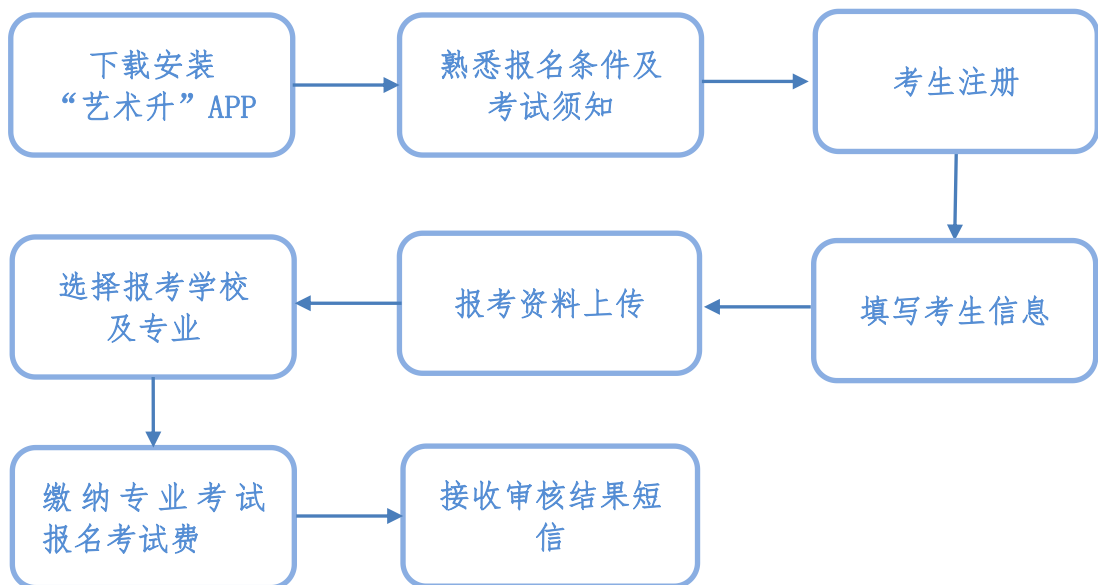 下载安装
“艺术升”APP
熟悉报名条件及
考试须知
考生注册
填写考生信息
报考资料上传
选择报考学校
及专业
缴纳专业考试
报名考试费
接收审核结果短
信